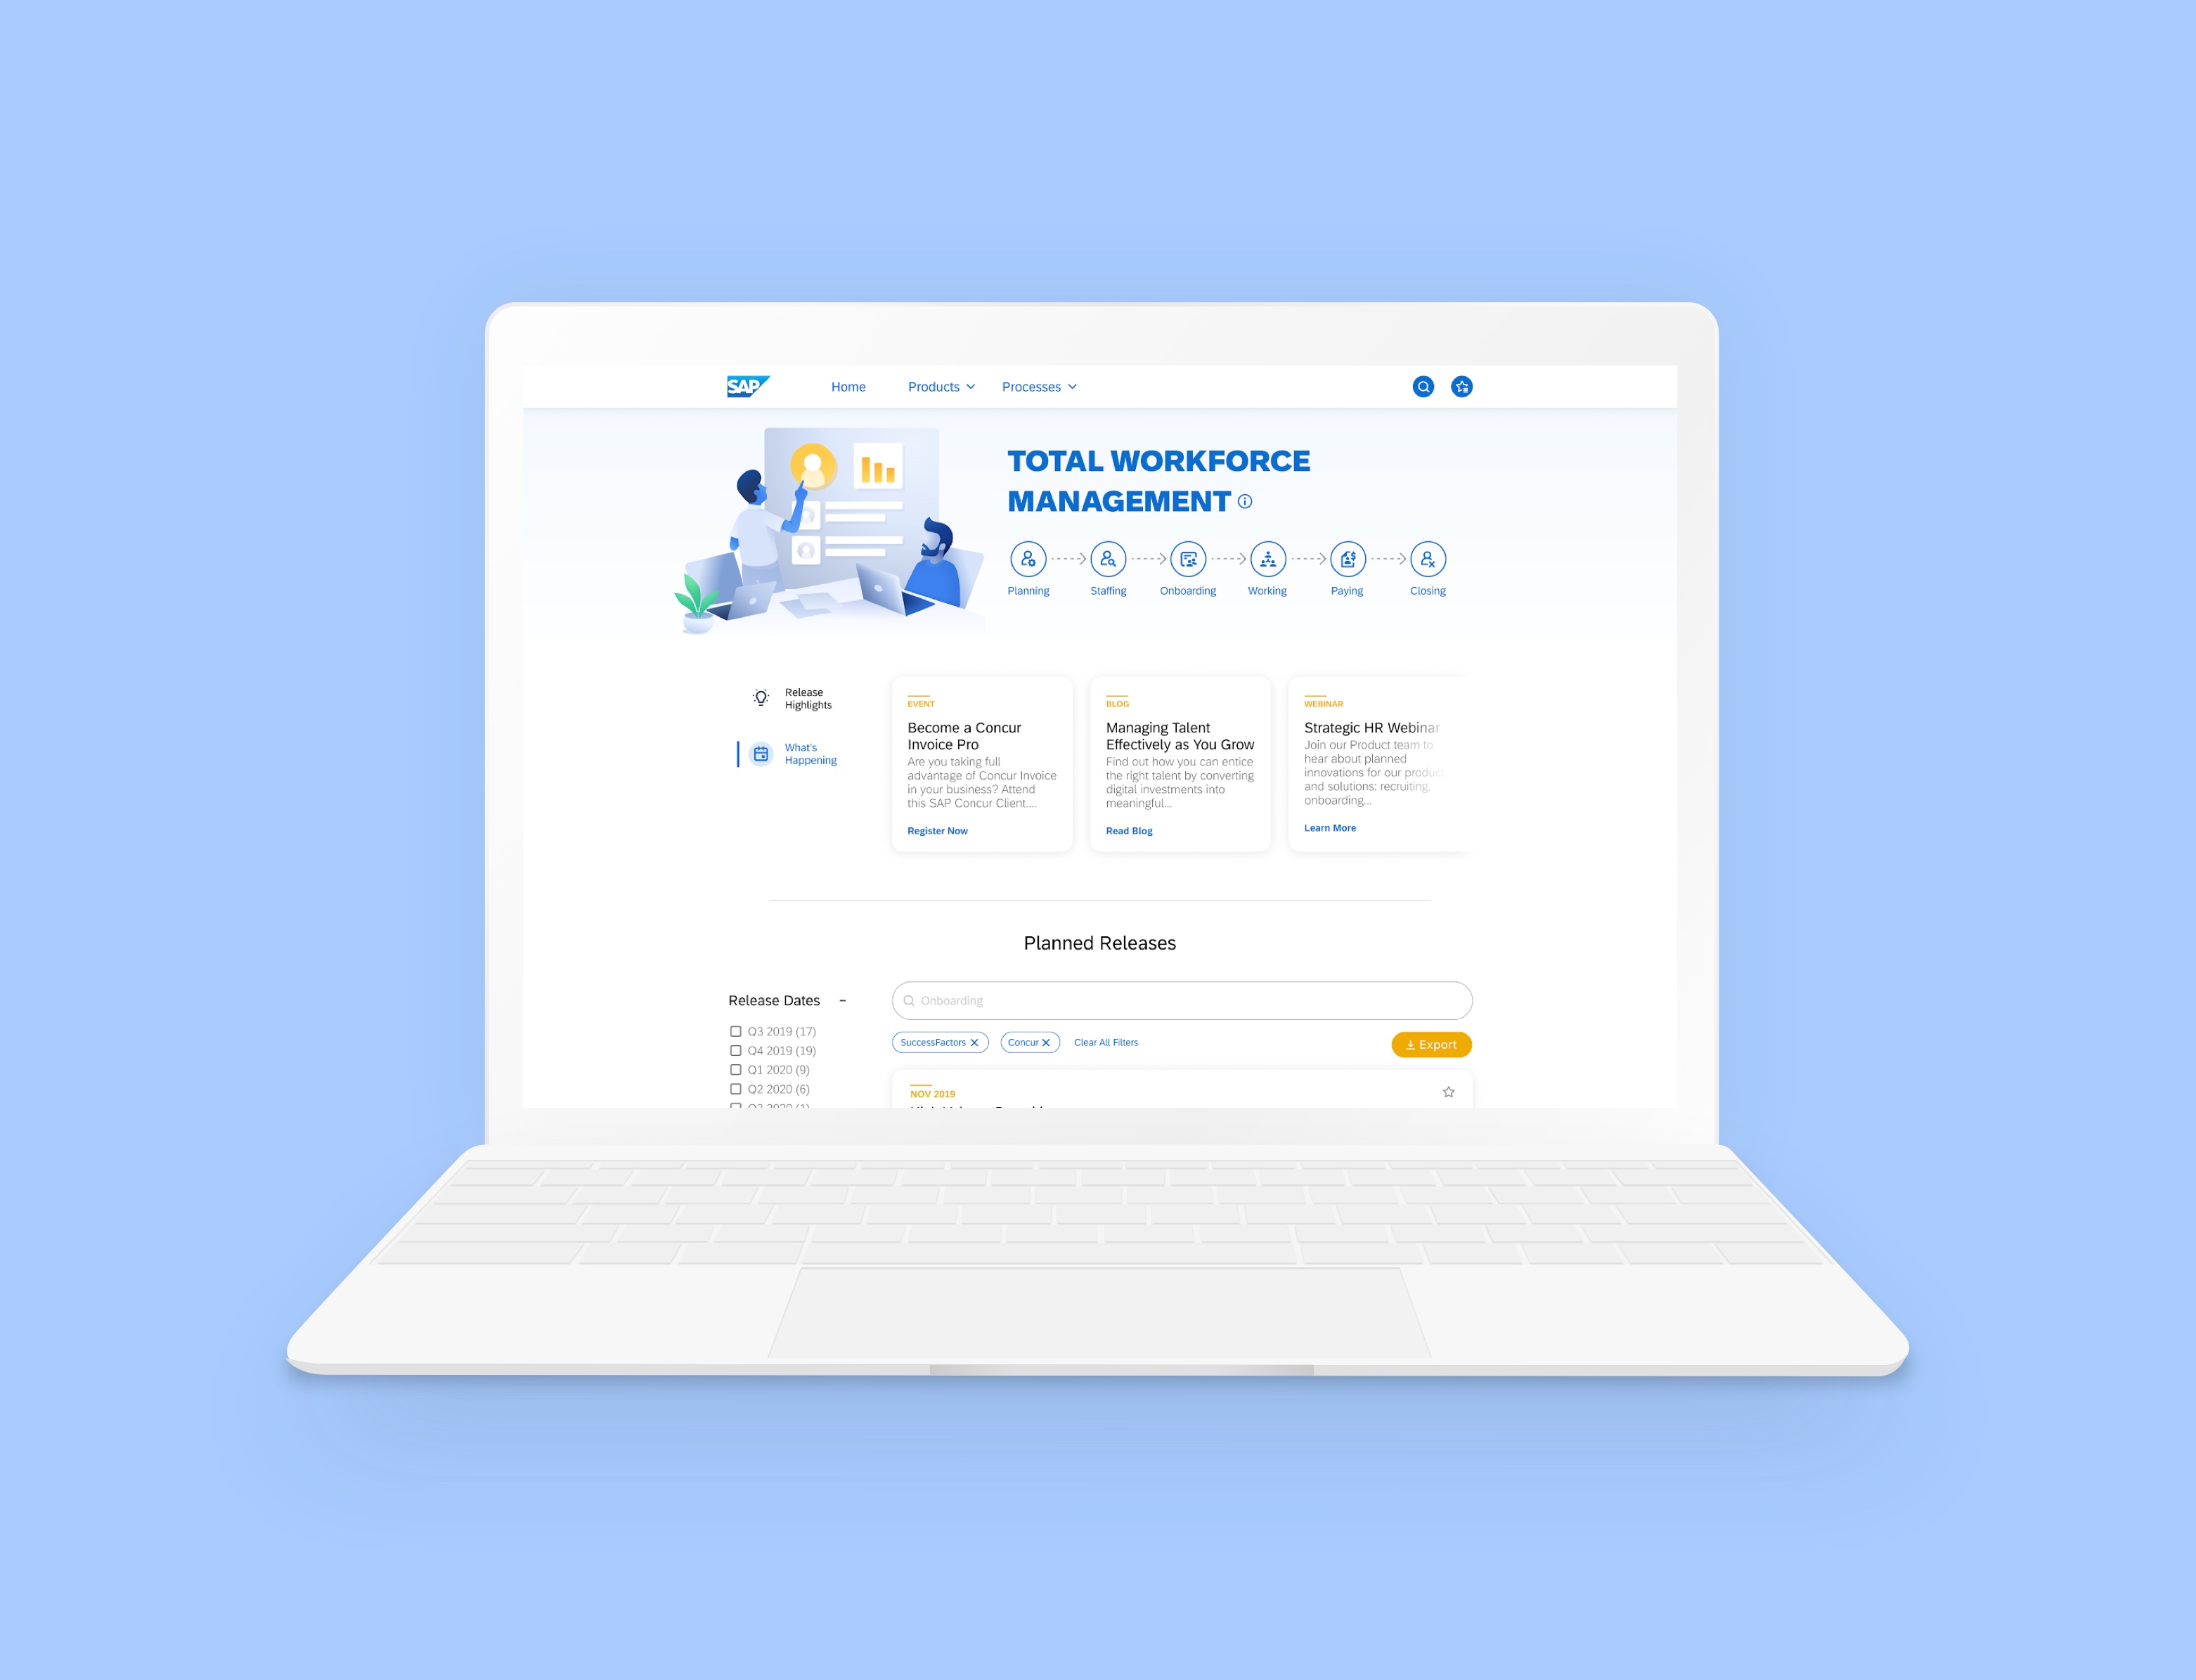 SAP
Home Products Processes
TOTAL WORKFORCE
MANAGEMENT
Planning Staffing Onboarding Working Paying Closing
Release
Highlights
What's
Happening
EVENT
Become a Concur
Invoice Pro
Are you taking full
advantage of Concur Invoice
in your business? Attend
this SAP Concur Client....
Register Now
BLOG
Managing Talent
Effectively as You Grow
Find out how you can entice
the right talent by converting
digital investments into
meaningful...
Read Blog
WEBINAR
Strategic HR Webinar
Join our Product team to
hear about planned
innovations for our product
and solutions: recruiting,
onboarding...
Learn More
Planned Releases
Release Dates -
Q3 2019 (17)
Q4 2019 (19)
Q1 2020 (9)
Q2 2020 (6)
Q3 2020 (1)
Onboarding
SuccessFactors Concur Clear All Filters
Export
NOV 2019